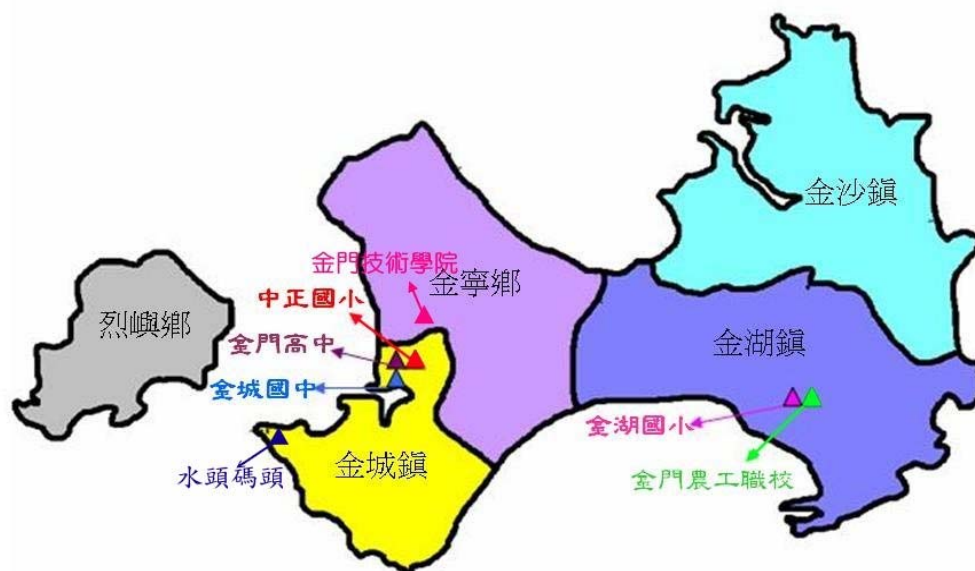 金沙鎮
金門技術學院
金寧鄉
中正國小
烈嶼鄉
金門高中
金湖鎮
金城國中
金湖國小
水頭碼頭
金城鎮
金門農工職校